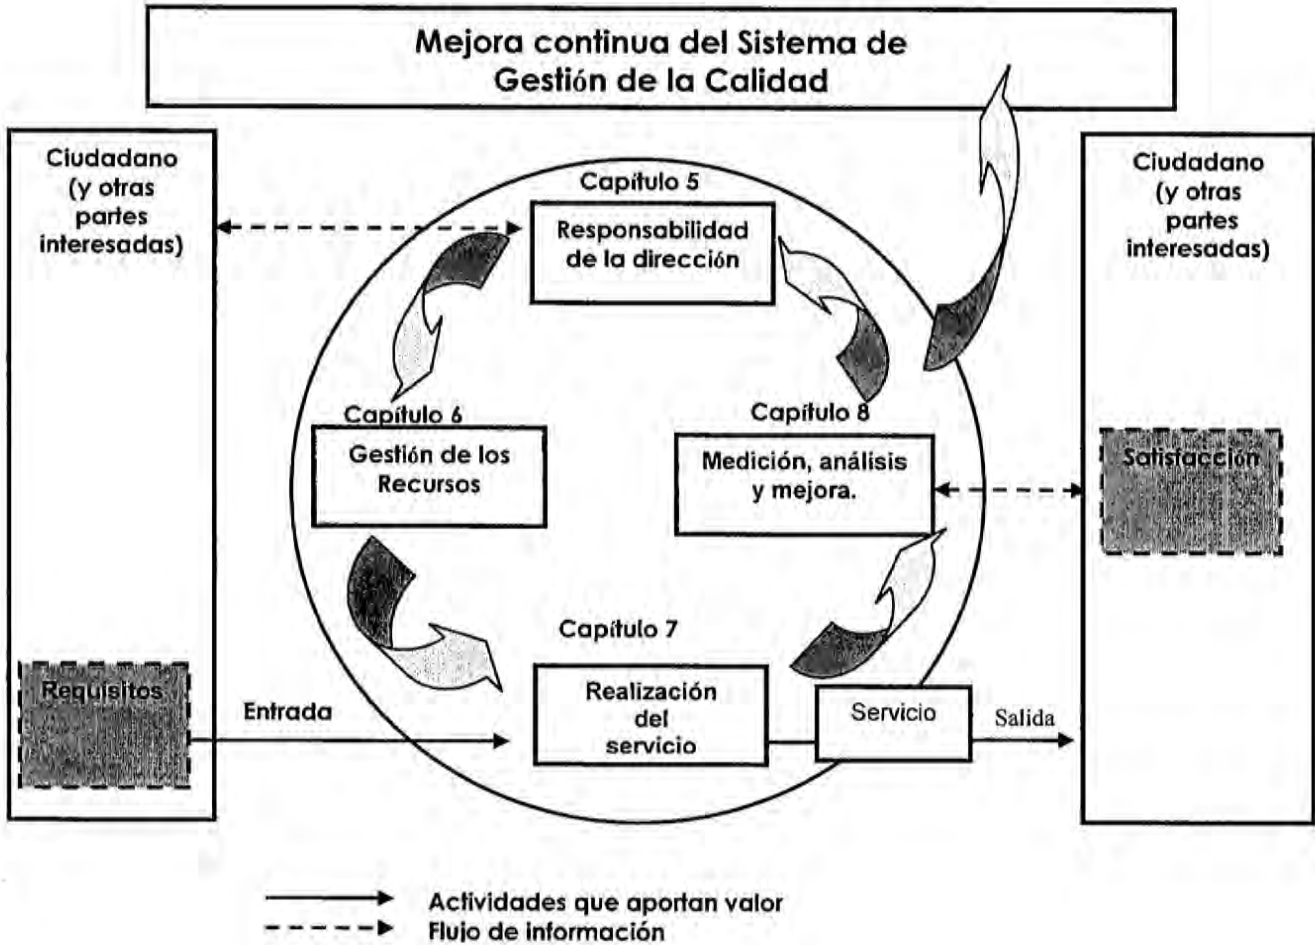 Mejora continua del Sistema de
Gestión de la Calidad
Ciudadano
(y otras
partes
interesadas)
Capítulo 5
Responsabilidad
de la dirección
Ciudadano
(y otras
partes
interesadas)
Capítulo 6
Gestión de los
Recursos
Capítulo 8
Medición, análisis
y mejora.
Satisfacción
Capítulo 7
Realización
del
servicio
Requisitos
Entrada
Servicio
Salida
Actividades que aportan valor
Flujo de información